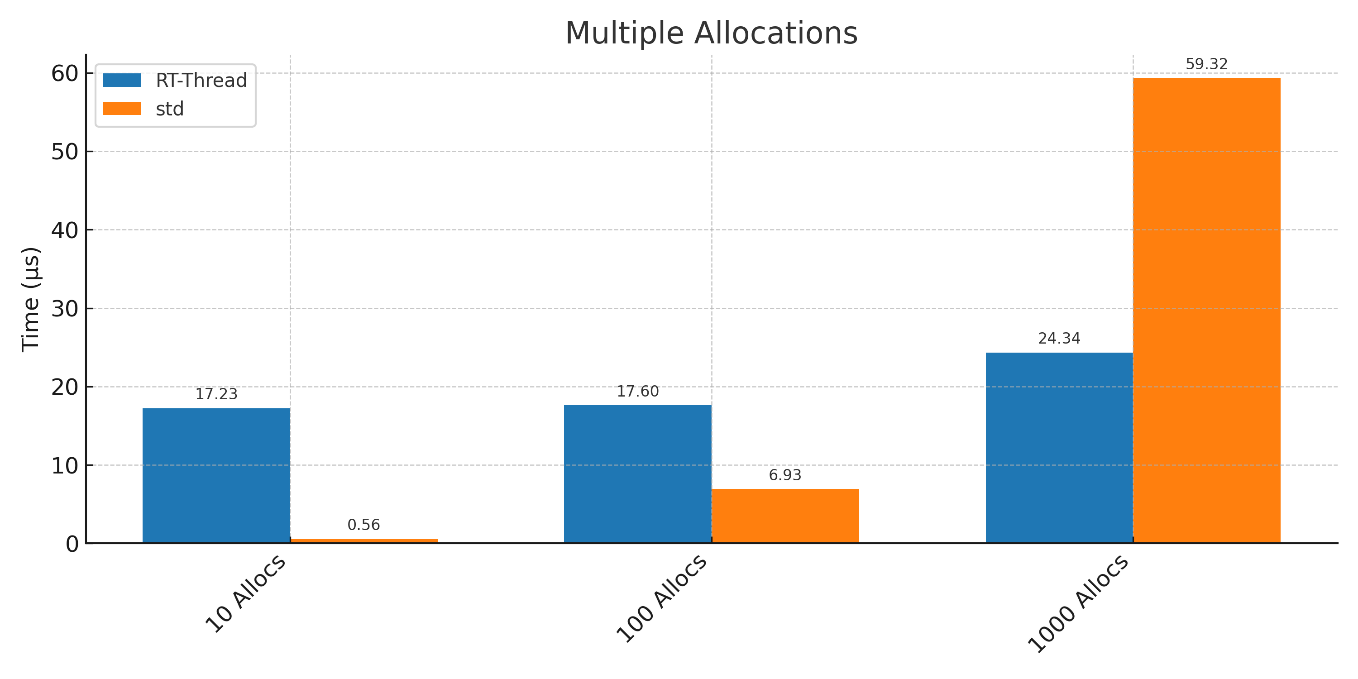 Multiple Allocations
RT-Thread
std
Time (µs)
60
50
40
30
20
10
0
17.23
0.56
17.60
6.93
24.34
59.32
10 Allocs
100 Allocs
1000 Allocs